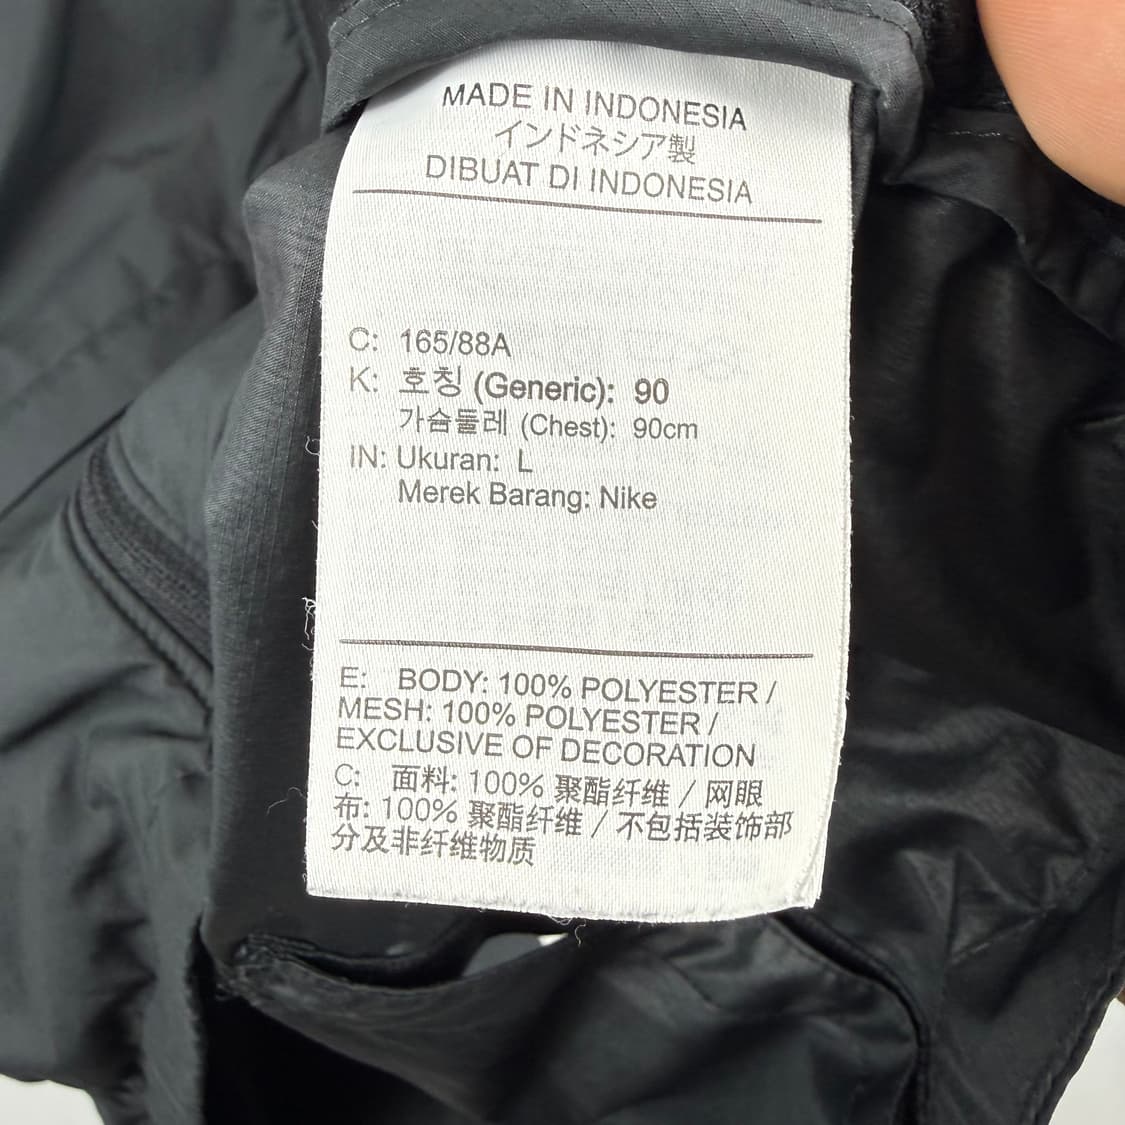 MADE IN INDONESIA
インドネシア製
DIBUAT DI INDONESIA
C: 165/88A
K: 호칭 (Generic): 90
가슴둘레 (Chest): 90cm
IN: Ukuran: L
Merek Barang: Nike
E: BODY: 100% POLYESTER /
MESH: 100% POLYESTER /
EXCLUSIVE OF DECORATION
C: 面料: 100% 聚酯纤维 / 网眼
布: 100% 聚酯纤维 / 不包括装饰部
分及非纤维物质